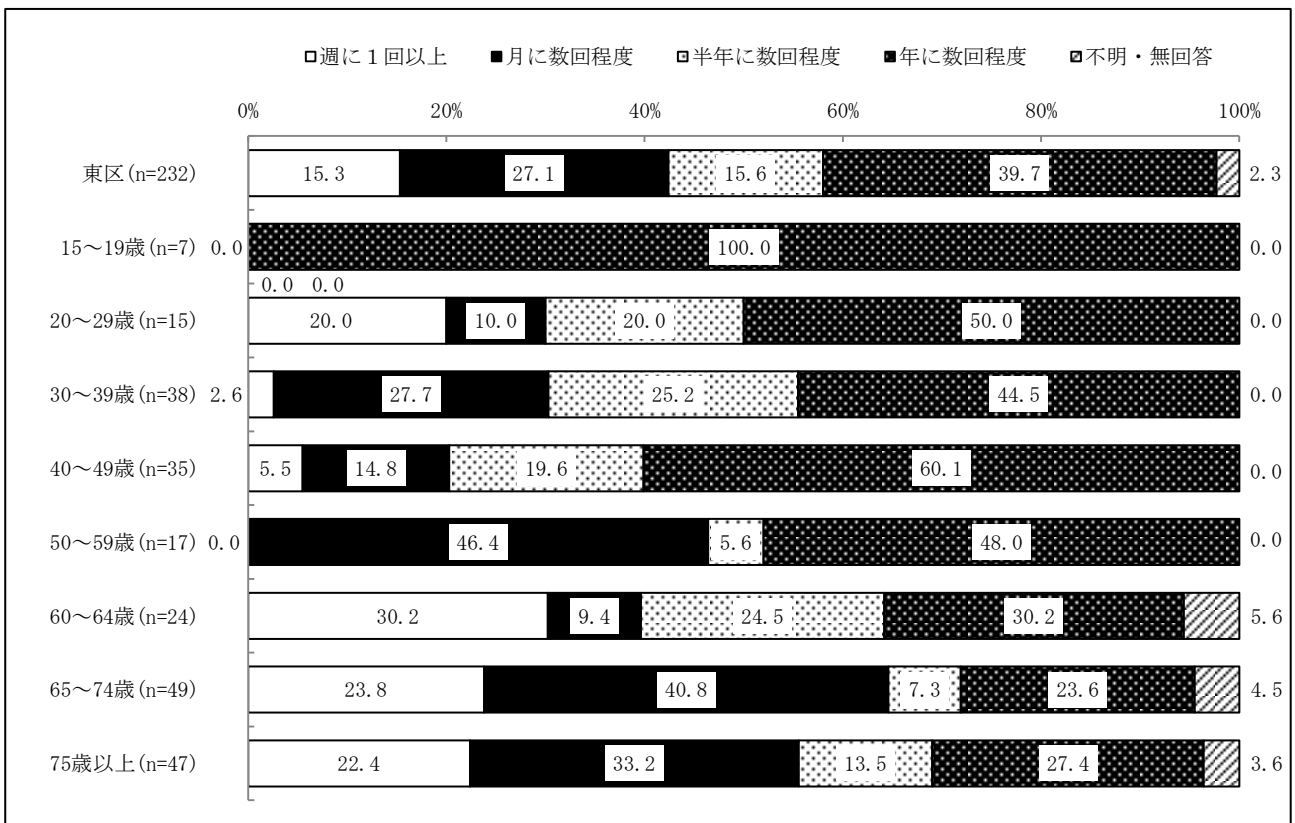 □週に１回以上 ■月に数回程度 半年に数回程度 年に数回程度 不明・無回答
0% 20% 40% 60% 80% 100%
東区(n=232) 15.3 27.1 15.6 39.7 2.3
15～19歳(n=7) 0.0 100.0 0.0
0.0 0.0
20～29歳(n=15) 20.0 10.0 20.0 50.0 0.0
30～39歳(n=38) 2.6 27.7 25.2 44.5 0.0
40～49歳(n=35) 5.5 14.8 19.6 60.1 0.0
50～59歳(n=17) 0.0 46.4 5.6 48.0 0.0
60～64歳(n=24) 30.2 9.4 24.5 30.2 5.6
65～74歳(n=49) 23.8 40.8 7.3 23.6 4.5
75歳以上(n=47) 22.4 33.2 13.5 27.4 3.6